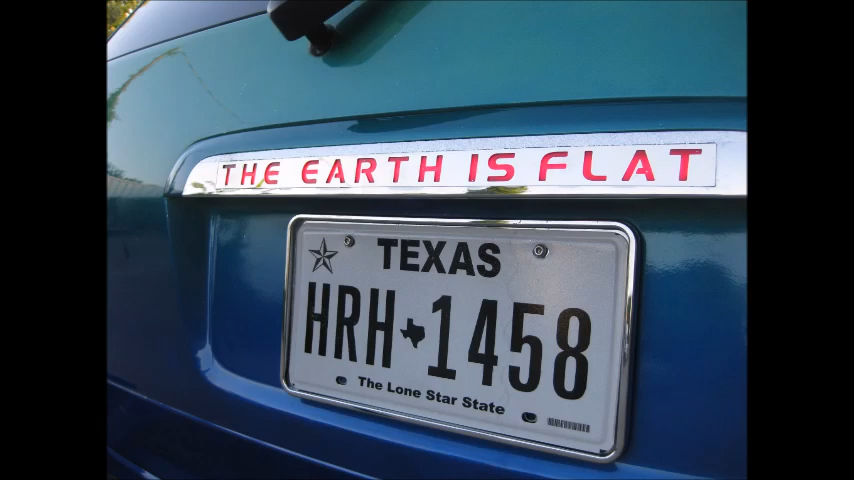 THE EARTH IS FLAT
TEXAS
HRH 1458
The Lone Star State